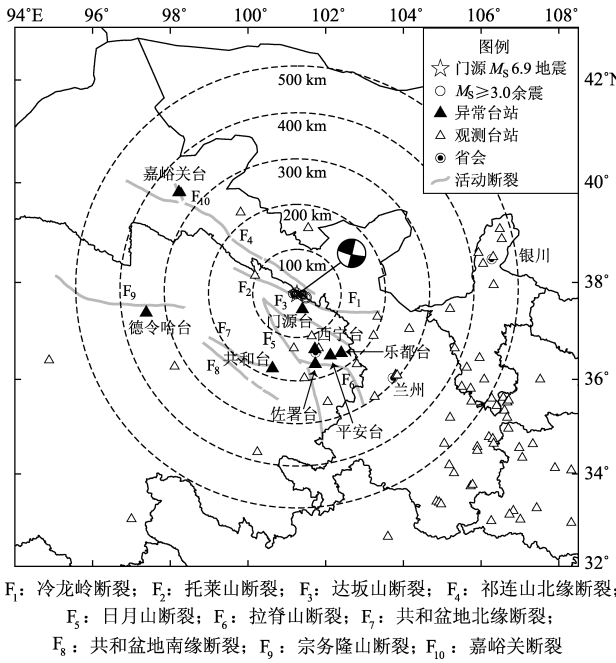 94°E 96° 98° 100° 102° 104° 106° 108°
500 km
42°N
400 km
300 km
200 km
100 km
图例
门源 Mₛ 6.9 地震
Mₛ≥3.0余震
异常台站
观测台站
省会
活动断裂
嘉峪关台
F₁₀
40°
F₄
银川
F₉
F₂
F₃
F₁
38°
德令哈台
门源台
F₇
F₅
西宁台
共和台
乐都台
F₈
F₆
兰州
36°
佐署台
平安台
34°
32°
F₁：冷龙岭断裂；F₂：托莱山断裂；F₃：达坂山断裂；F₄：祁连山北缘断裂；
F₅：日月山断裂；F₆：拉脊山断裂；F₇：共和盆地北缘断裂；
F₈：共和盆地南缘断裂；F₉：宗务隆山断裂；F₁₀：嘉峪关断裂